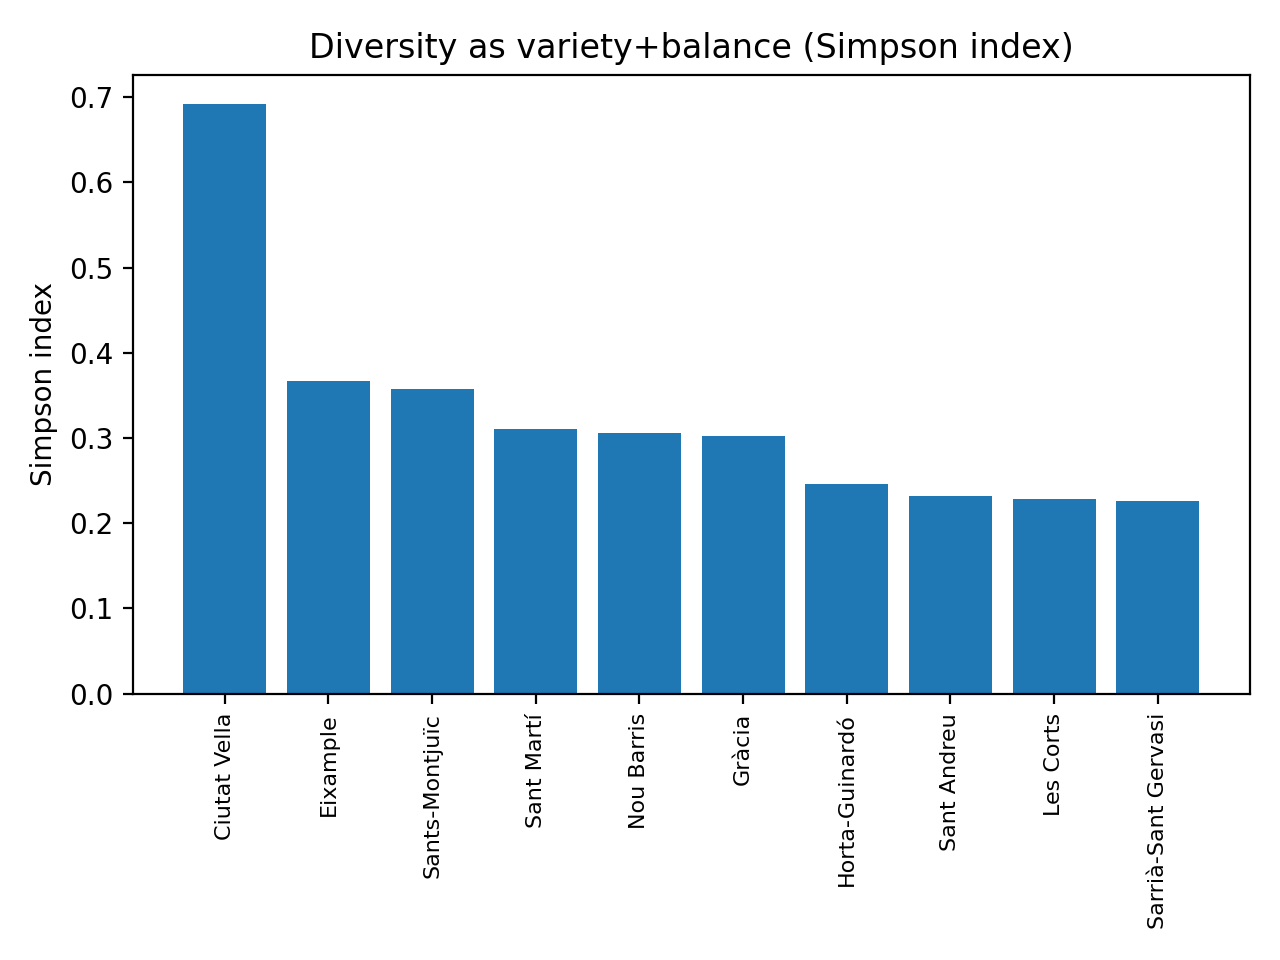 Diversity as variety+balance (Simpson index)
Simpson index
0.7
0.6
0.5
0.4
0.3
0.2
0.1
0.0
Ciutat Vella
Eixample
Sants-Montjuïc
Sant Martí
Nou Barris
Gràcia
Horta-Guinardó
Sant Andreu
Les Corts
Sarrià-Sant Gervasi